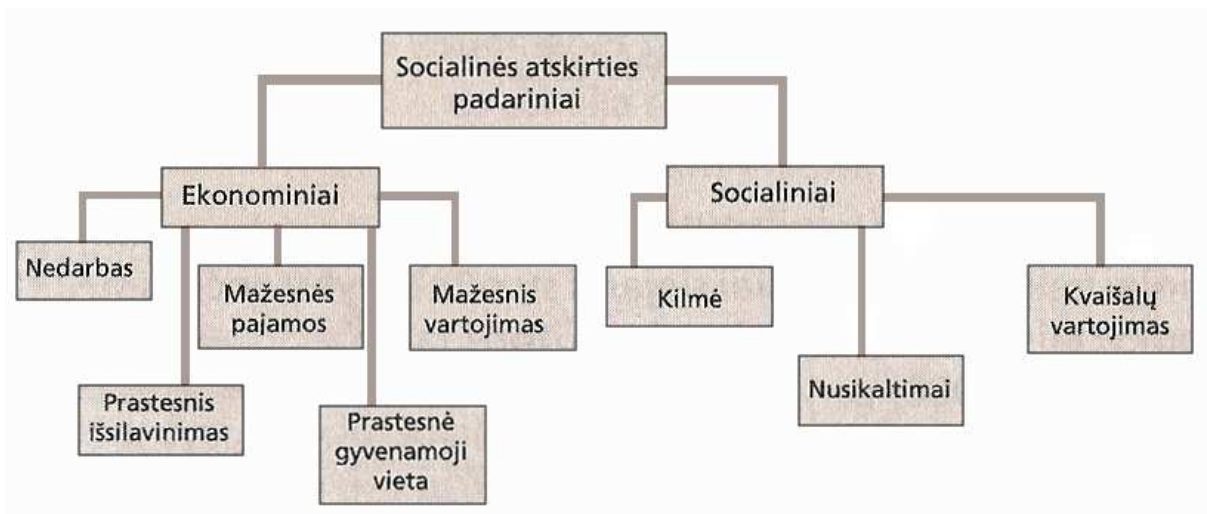 Socialinės atskirties
padariniai
Ekonominiai
Socialiniai
Nedarbas
Mažesnės
pajamos
Mažesnis
vartojimas
Kilmė
Kvaišalų
vartojimas
Prastesnis
išsilavinimas
Prastesnė
gyvenamoji
vieta
Nusikaltimai